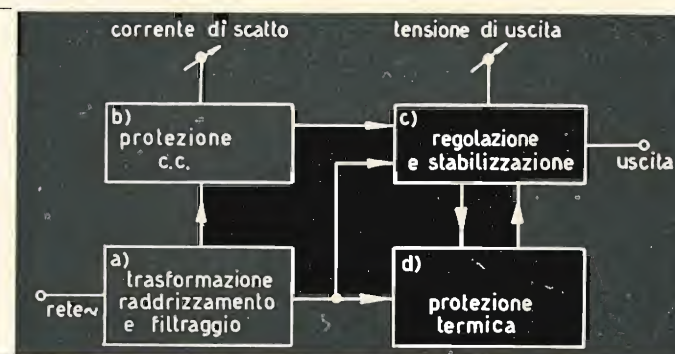 corrente di scatto
tensione di uscita
b)
protezione
c.c.
c)
regolazione
e stabilizzazione
uscita
a)
trasformazione
raddrizzamento
e filtraggio
rete~
d)
protezione
termica